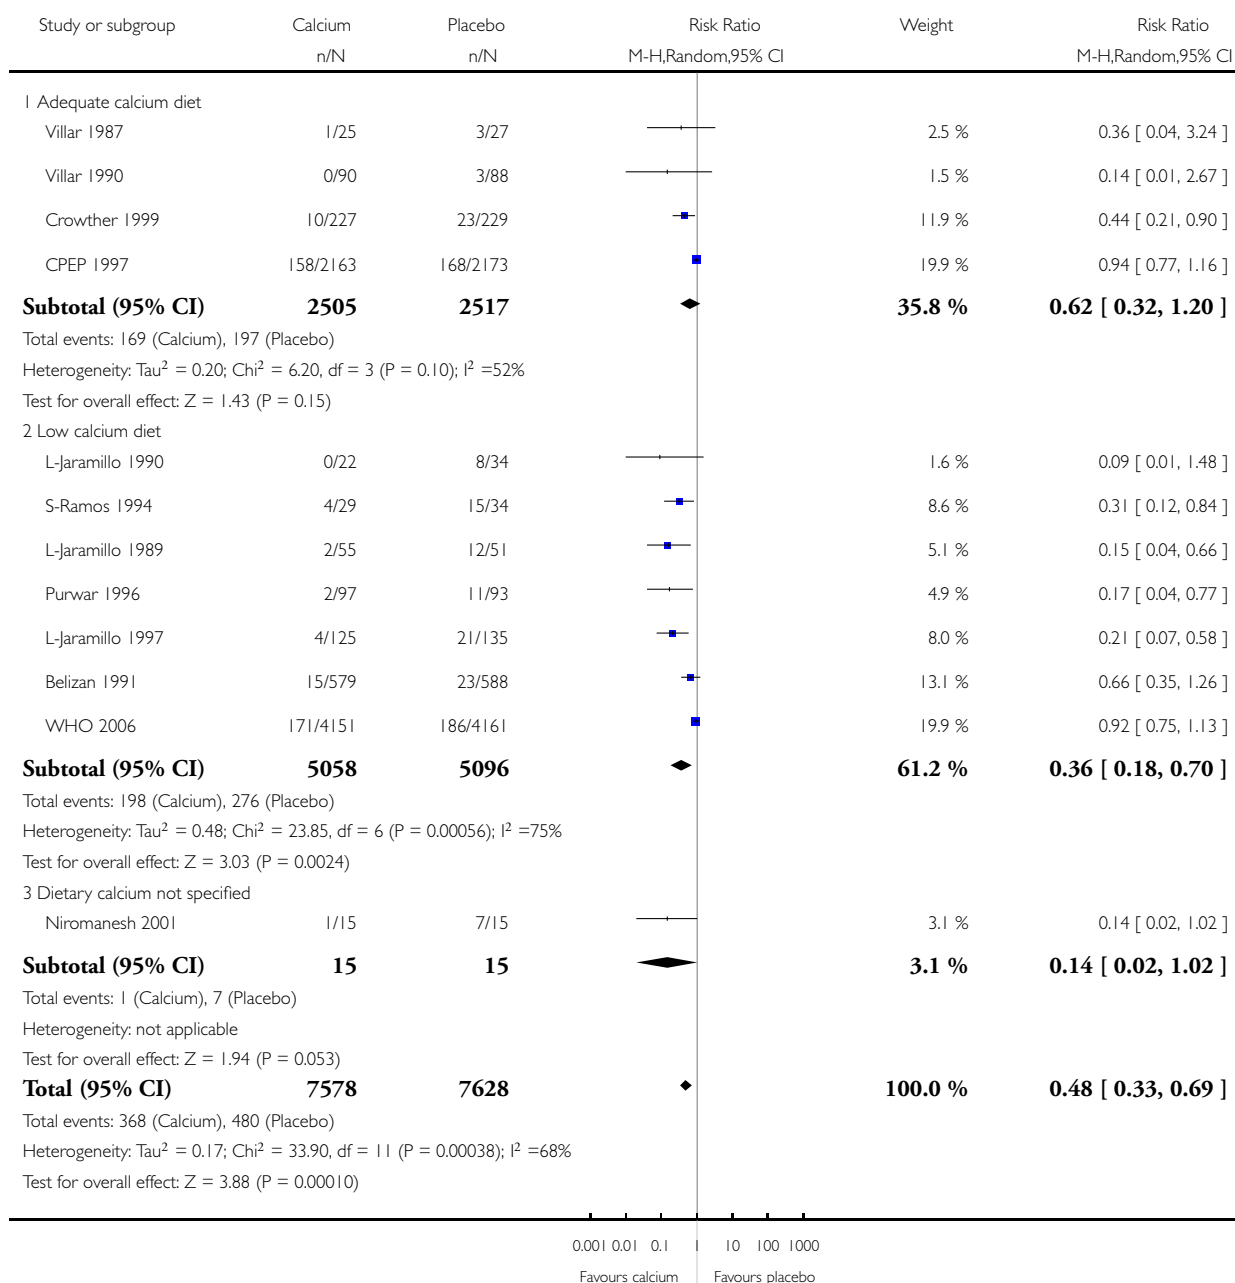 Study or subgroup Calcium Placebo Risk Ratio Weight Risk Ratio
n/N n/N M-H,Random,95% CI M-H,Random,95% CI
1 Adequate calcium diet
Villar 1987 1/25 3/27 2.5 % 0.36 [ 0.04, 3.24 ]
Villar 1990 0/90 3/88 1.5 % 0.14 [ 0.01, 2.67 ]
Crowther 1999 10/227 23/229 11.9 % 0.44 [ 0.21, 0.90 ]
CPEP 1997 158/2163 168/2173 19.9 % 0.94 [ 0.77, 1.16 ]
Subtotal (95% CI) 2505 2517 35.8 % 0.62 [ 0.32, 1.20 ]
Total events: 169 (Calcium), 197 (Placebo)
Heterogeneity: Tau² = 0.20; Chi² = 6.20, df = 3 (P = 0.10); I² =52%
Test for overall effect: Z = 1.43 (P = 0.15)
2 Low calcium diet
L-Jaramillo 1990 0/22 8/34 1.6 % 0.09 [ 0.01, 1.48 ]
S-Ramos 1994 4/29 15/34 8.6 % 0.31 [ 0.12, 0.84 ]
L-Jaramillo 1989 2/55 12/51 5.1 % 0.15 [ 0.04, 0.66 ]
Purwar 1996 2/97 11/93 4.9 % 0.17 [ 0.04, 0.77 ]
L-Jaramillo 1997 4/125 21/135 8.0 % 0.21 [ 0.07, 0.58 ]
Belizan 1991 15/579 23/588 13.1 % 0.66 [ 0.35, 1.26 ]
WHO 2006 171/4151 186/4161 19.9 % 0.92 [ 0.75, 1.13 ]
Subtotal (95% CI) 5058 5096 61.2 % 0.36 [ 0.18, 0.70 ]
Total events: 198 (Calcium), 276 (Placebo)
Heterogeneity: Tau² = 0.48; Chi² = 23.85, df = 6 (P = 0.00056); I² =75%
Test for overall effect: Z = 3.03 (P = 0.0024)
3 Dietary calcium not specified
Niromanesh 2001 1/15 7/15 3.1 % 0.14 [ 0.02, 1.02 ]
Subtotal (95% CI) 15 15 3.1 % 0.14 [ 0.02, 1.02 ]
Total events: 1 (Calcium), 7 (Placebo)
Heterogeneity: not applicable
Test for overall effect: Z = 1.94 (P = 0.053)
Total (95% CI) 7578 7628 100.0 % 0.48 [ 0.33, 0.69 ]
Total events: 368 (Calcium), 480 (Placebo)
Heterogeneity: Tau² = 0.17; Chi² = 33.90, df = 11 (P = 0.00038); I² =68%
Test for overall effect: Z = 3.88 (P = 0.00010)
0.001 0.01 0.1 1 10 100 1000
Favours calcium Favours placebo